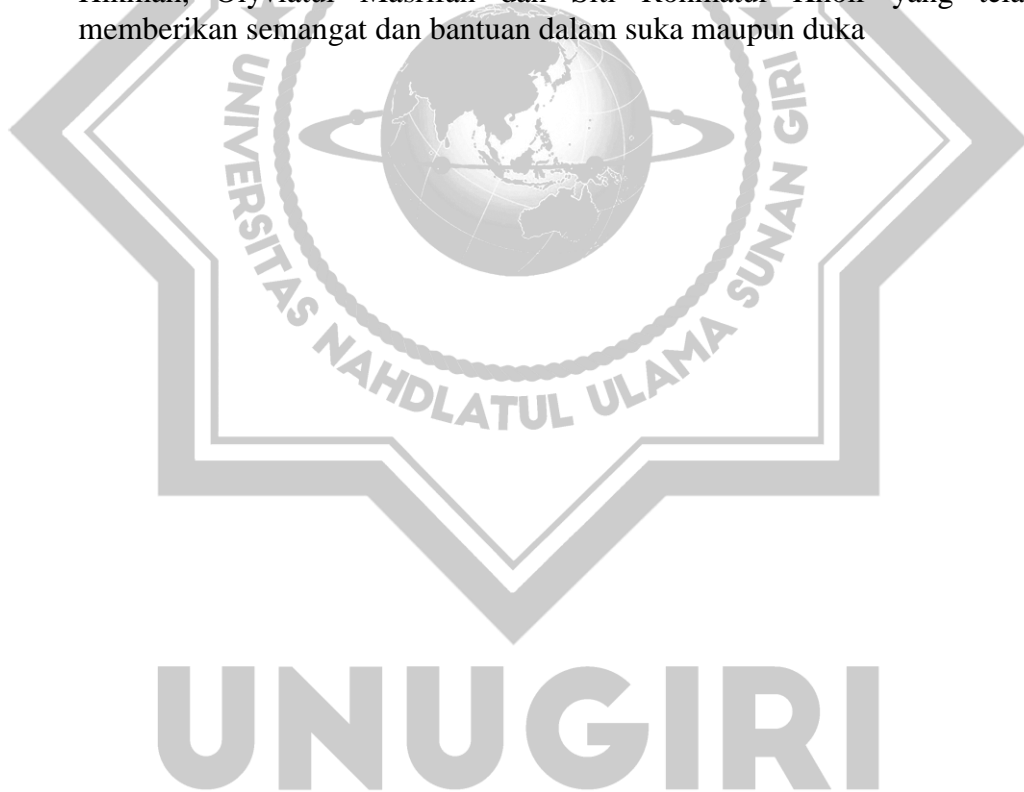 memberikan semangat dan bantuan dalam suka maupun duka
UNIVERSITAS NAHDLATUL ULAMA SUNAN GIRI
UNUGIRI